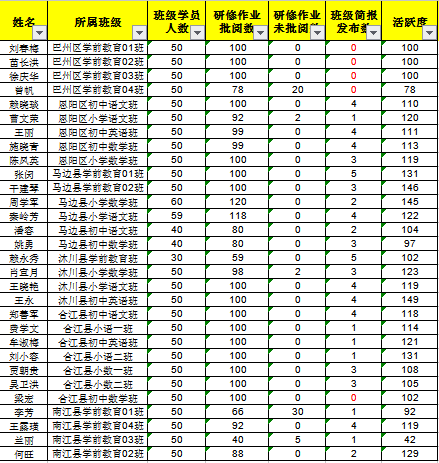 姓名 所属班级 班级学员人数 研修作业批阅数 研修作业未批阅数 班级简报发布数 活跃度
刘春梅 巴州区学前教育01班 50 100 0 0 100
苗长洪 巴州区学前教育02班 50 100 0 0 100
徐庆华 巴州区学前教育03班 50 100 0 0 100
曾帆 巴州区学前教育04班 50 78 20 0 78
赖晓琰 恩阳区初中语文班 50 100 0 4 110
曹文荣 恩阳区小学语文班 50 92 2 1 120
王丽 恩阳区初中英语班 50 99 0 4 111
施晓青 恩阳区初中数学班 50 99 0 4 113
陈风英 恩阳区小学数学班 50 100 0 3 119
张闵 马边县学前教育01班 50 100 0 5 131
干建琴 马边县学前教育02班 50 100 0 3 146
周学军 马边县小学数学班 60 120 0 2 145
秦岭芳 马边县小学语文班 59 118 0 4 122
潘容 马边县初中语文班 40 80 0 2 104
姚勇 马边县初中数学班 40 80 0 3 97
赖永秀 沐川县学前教育班 30 59 0 5 102
肖宣月 沐川县小学数学班 50 98 2 3 123
王晓艳 沐川县小学语文班 50 100 0 4 119
王永 沐川县初中英语班 50 100 0 4 149
郑善军 合江县初中语文班 50 100 0 4 118
费学文 合江县小语一班 50 100 0 1 114
牟淑梅 合江县初中英语班 50 100 0 1 121
刘小容 合江县小语二班 50 100 0 1 131
贾朝贵 合江县小数一班 50 100 0 3 108
吴卫洪 合江县小数二班 50 100 0 3 105
梁宏 合江县初中数学班 50 100 0 0 102
李芳 南江县学前教育01班 50 66 30 1 92
王露瑛 南江县学前教育04班 50 92 0 4 119
兰丽 南江县学前教育03班 50 40 5 1 42
何旺 南江县学前教育02班 50 88 0 2 129